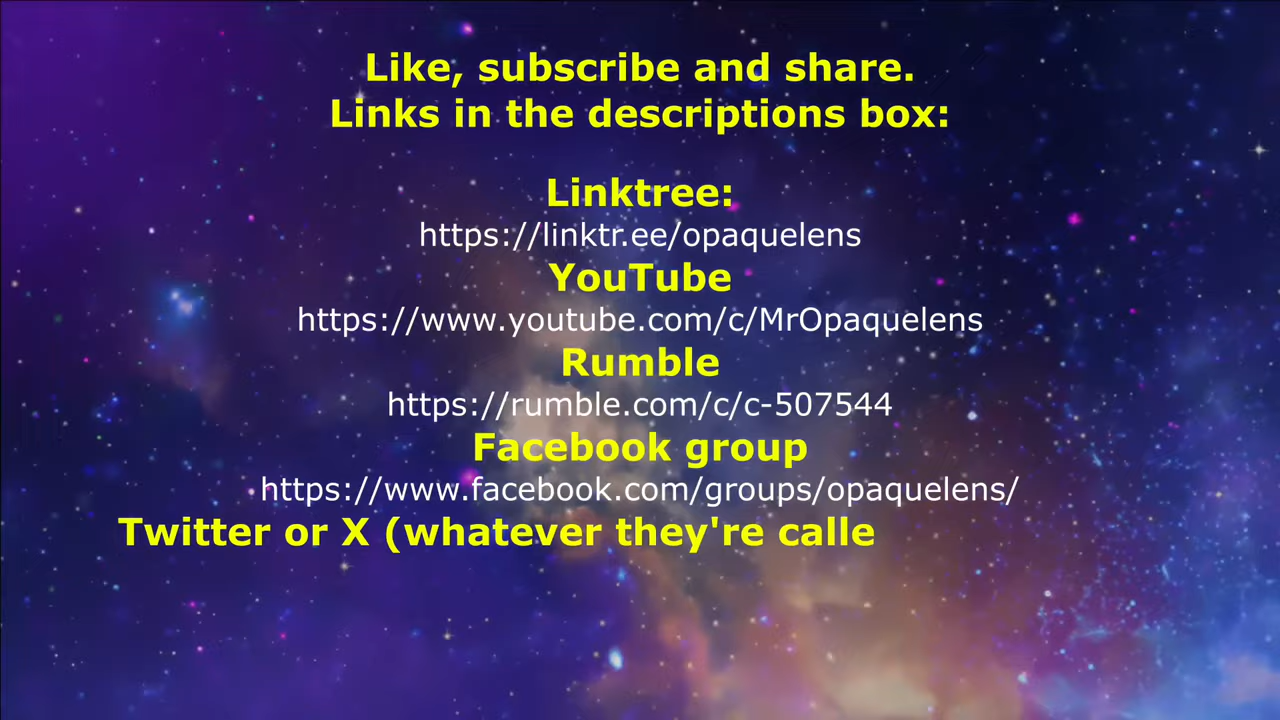 Like, subscribe and share.
Links in the descriptions box:
Linktree:
https://linktr.ee/opaquelens
YouTube
https://www.youtube.com/c/MrOpaquelens
Rumble
https://rumble.com/c/c-507544
Facebook group
https://www.facebook.com/groups/opaquelens/
Twitter or X (whatever they're calle